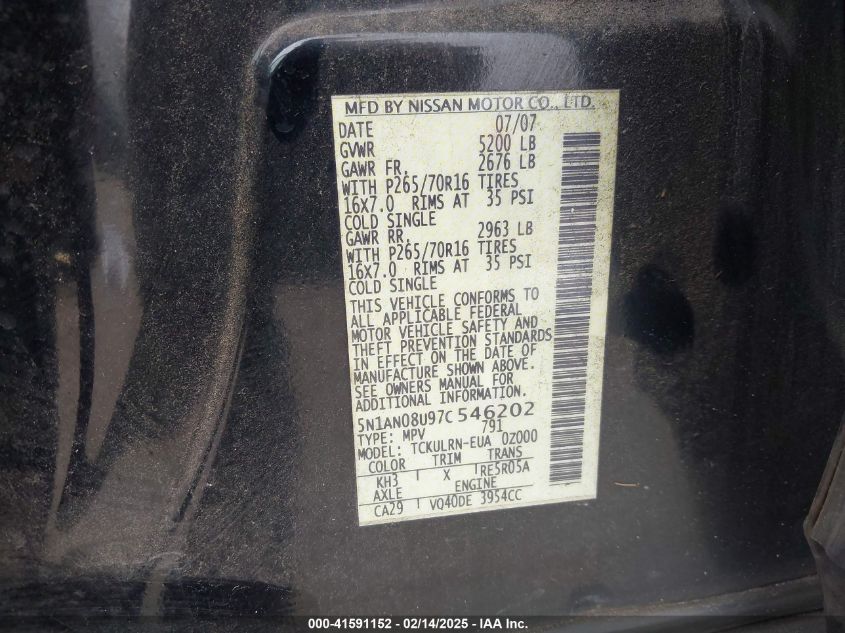 MFD BY NISSAN MOTOR CO., LTD.
DATE 07/07
GVWR 5200 LB
GAWR FR. 2676 LB
WITH P265/70R16 TIRES
16X7.0 RIMS AT 35 PSI
COLD SINGLE
GAWR RR. 2963 LB
WITH P265/70R16 TIRES
16X7.0 RIMS AT 35 PSI
COLD SINGLE
THIS VEHICLE CONFORMS TO
ALL APPLICABLE FEDERAL
MOTOR VEHICLE SAFETY AND
THEFT PREVENTION STANDARDS
IN EFFECT ON THE DATE OF
MANUFACTURE SHOWN ABOVE.
SEE OWNERS MANUAL FOR
ADDITIONAL INFORMATION.
5N1AN08U97C546202
TYPE: MPV 791
MODEL: TCKULRN-EUA 0Z000
COLOR TRIM TRANS
KH3 X RE5R05A
AXLE ENGINE
CA29 VQ40DE 3954CC
000-41591152 - 02/14/2025 - IAA Inc.